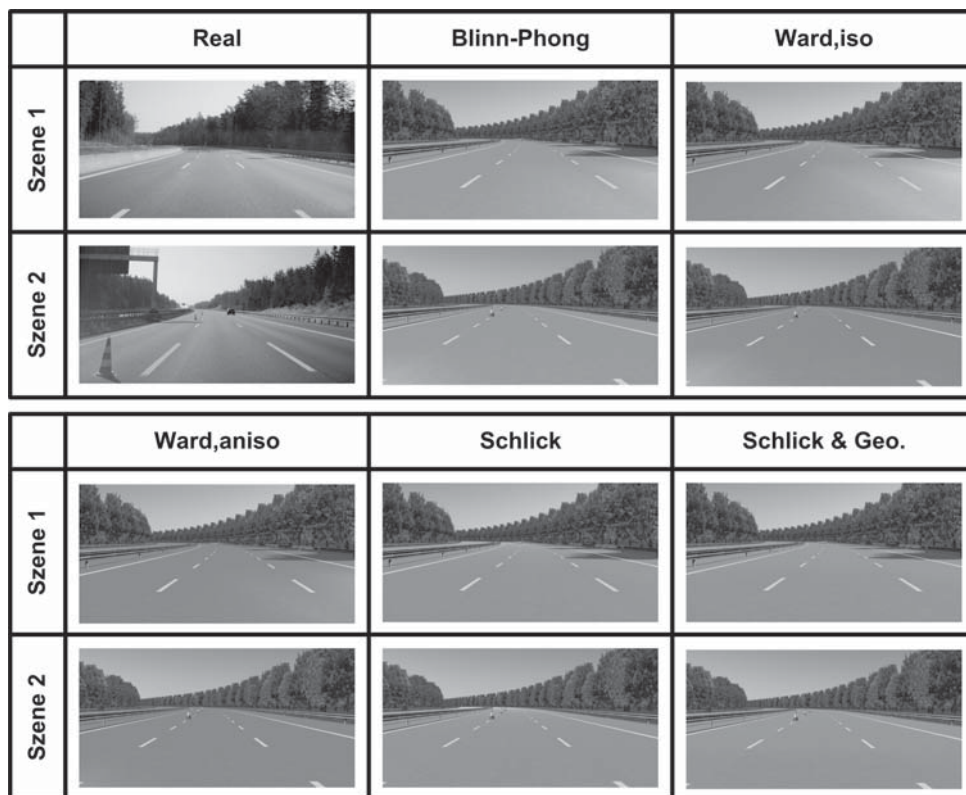 Real Blinn-Phong Ward,iso
Szene 1
Szene 2
Ward,aniso Schlick Schlick & Geo.
Szene 1
Szene 2